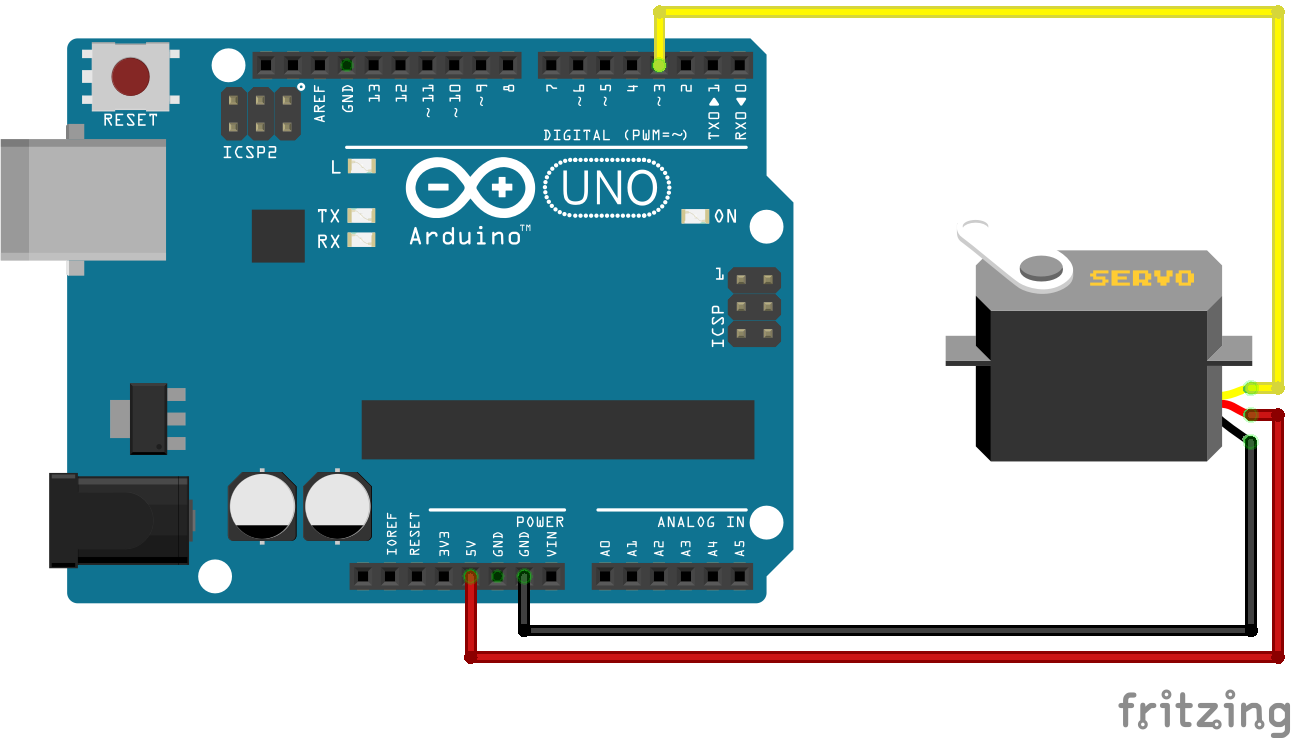 RESET
ICSP2
AREF
GND
13
12
~11
~10
~9
8
7
~6
~5
4
~3
2
TX0▶1
RX0◀0
DIGITAL (PWM=~)
L
TX
RX
UNO
Arduino™
ON
1
ICSP
SERVO
POWER
ANALOG IN
IOREF
RESET
3V3
5V
GND
GND
VIN
A0
A1
A2
A3
A4
A5
fritzing